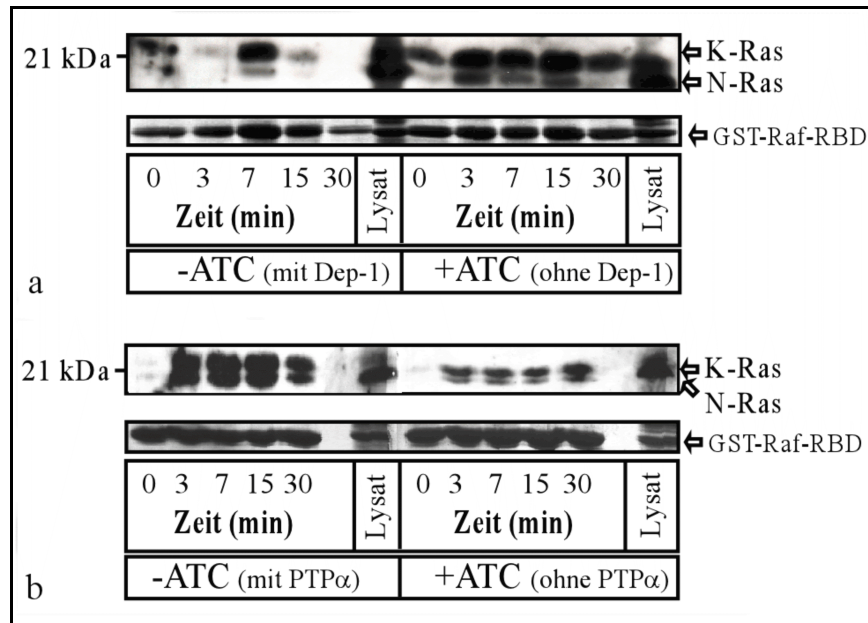 21 kDa
K-Ras
N-Ras
GST-Raf-RBD
0 3 7 15 30 Lysat 0 3 7 15 30 Lysat
Zeit (min) Zeit (min)
-ATC (mit Dep-1) +ATC (ohne Dep-1)
a
21 kDa
K-Ras
N-Ras
GST-Raf-RBD
0 3 7 15 30 Lysat 0 3 7 15 30 Lysat
Zeit (min) Zeit (min)
-ATC (mit PTPα) +ATC (ohne PTPα)
b